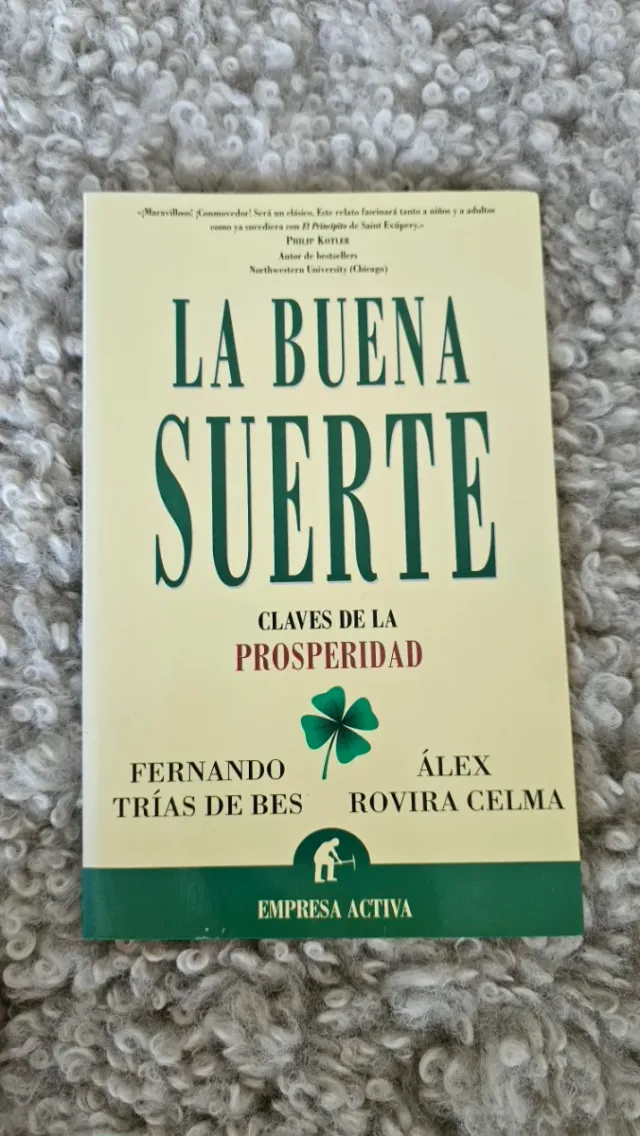 «¡Maravilloso! ¡Conmovedor! Será un clásico. Este relato fascinará tanto a niños y a adultos
como ya sucediera con El Principito de Saint Exúpery.»
PHILIP KOTLER
Autor de bestsellers
Northwestern University (Chicago)
LA BUENA
SUERTE
CLAVES DE LA
PROSPERIDAD
FERNANDO
TRÍAS DE BES
ÁLEX
ROVIRA CELMA
EMPRESA ACTIVA